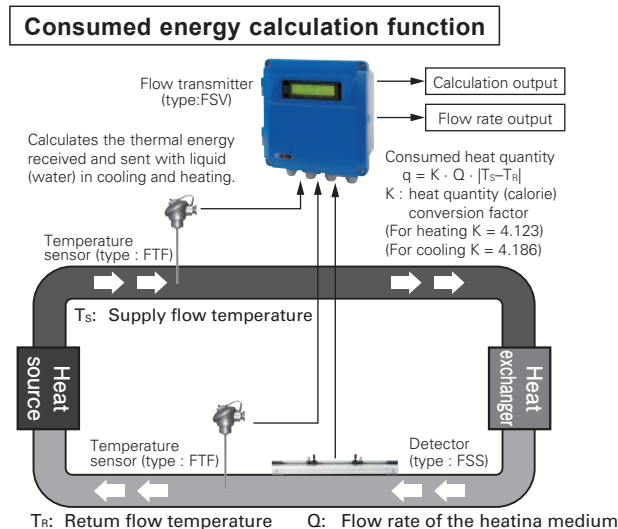 Consumed energy calculation function
Flow transmitter
(type:FSV)
Calculation output
Flow rate output
Calculates the thermal energy
received and sent with liquid
(water) in cooling and heating.
Consumed heat quantity
q = K · Q · |Ts–TR|
K : heat quantity (calorie)
conversion factor
(For heating K = 4.123)
(For cooling K = 4.186)
Temperature
sensor (type : FTF)
Ts: Supply flow temperature
Heat
source
Heat
exchanger
Temperature
sensor (type : FTF)
Detector
(type : FSS)
TR: Retum flow temperature
Q: Flow rate of the heatina medium